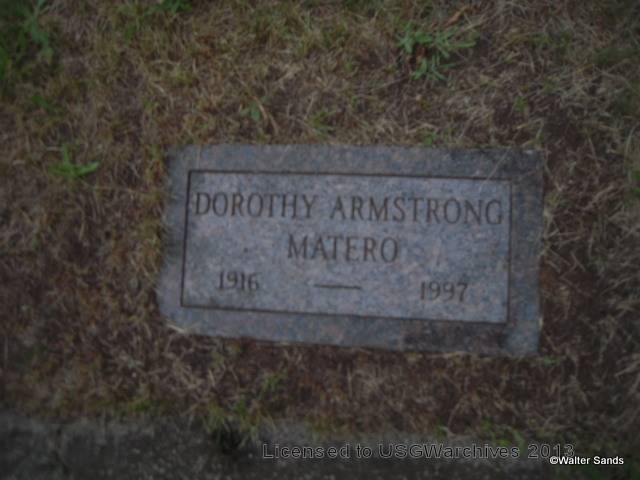 DOROTHY ARMSTRONG
MATERO
1916 — 1997
Licensed to USGWarchives 2013
©Walter Sands